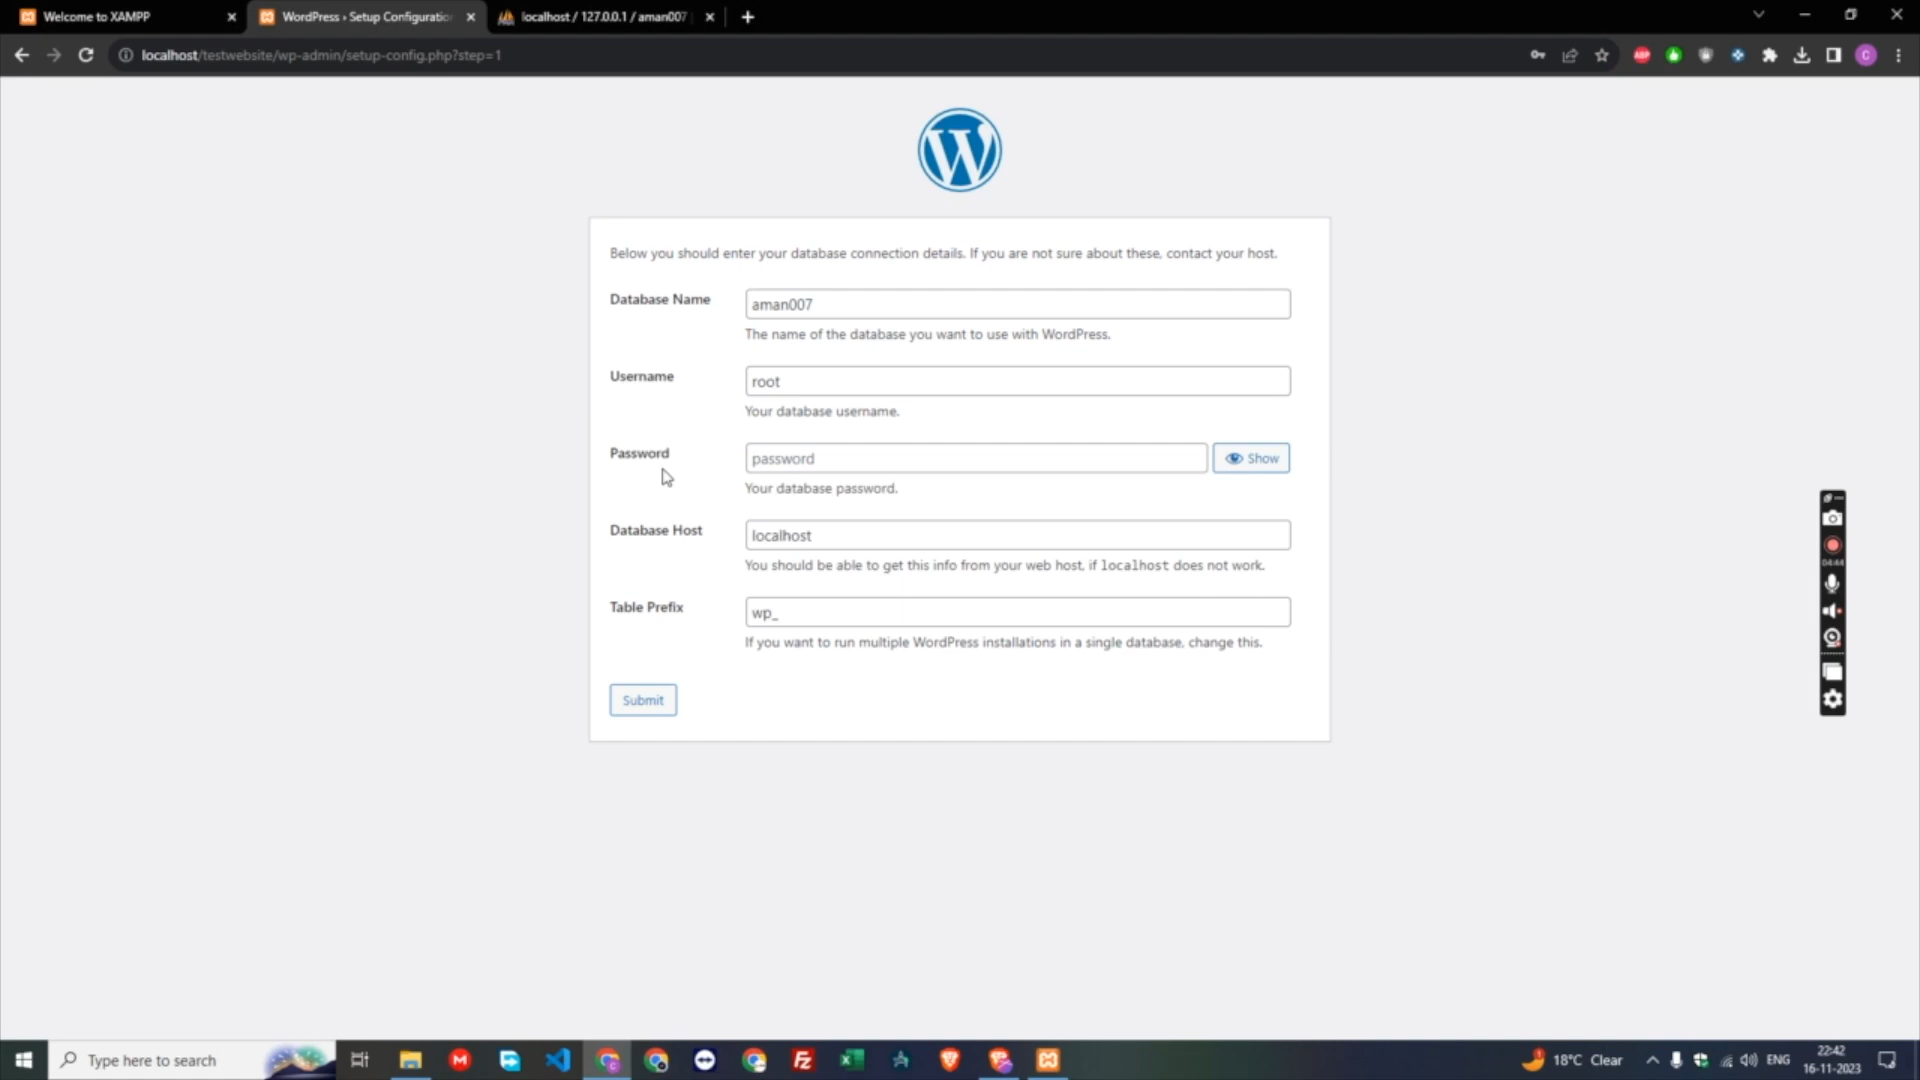 Welcome to XAMPP
WordPress › Setup Configuratio
localhost / 127.0.0.1 / aman007
localhost/testwebsite/wp-admin/setup-config.php?step=1
ABP
C
W
Below you should enter your database connection details. If you are not sure about these, contact your host.
Database Name
aman007
The name of the database you want to use with WordPress.
Username
root
Your database username.
Password
password
Show
Your database password.
Database Host
localhost
You should be able to get this info from your web host, if localhost does not work.
Table Prefix
wp_
If you want to run multiple WordPress installations in a single database, change this.
Submit
04:44
Type here to search
18°C Clear
ENG
22:42
16-11-2023